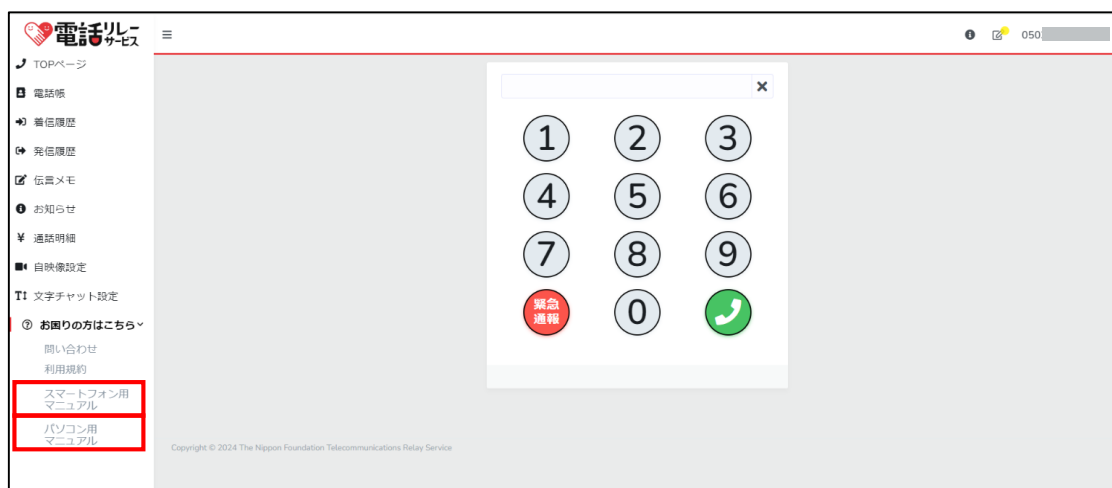 電話リレーサービス
050
TOPページ
電話帳
着信履歴
発信履歴
伝言メモ
お知らせ
¥ 通話明細
自映像設定
文字チャット設定
お困りの方はこちら
問い合わせ
利用規約
スマートフォン用
マニュアル
パソコン用
マニュアル
1 2 3
4 5 6
7 8 9
緊急
通報
0
Copyright © 2024 The Nippon Foundation Telecommunications Relay Service